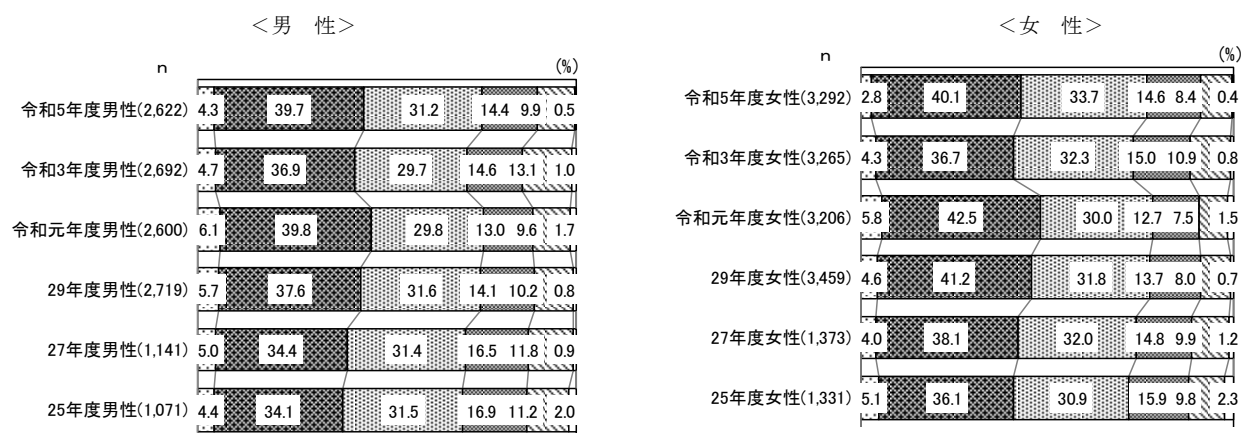 ＜男　性＞
n
(%)
令和5年度男性(2,622) 4.3 39.7 31.2 14.4 9.9 0.5
令和3年度男性(2,692) 4.7 36.9 29.7 14.6 13.1 1.0
令和元年度男性(2,600) 6.1 39.8 29.8 13.0 9.6 1.7
29年度男性(2,719) 5.7 37.6 31.6 14.1 10.2 0.8
27年度男性(1,141) 5.0 34.4 31.4 16.5 11.8 0.9
25年度男性(1,071) 4.4 34.1 31.5 16.9 11.2 2.0
＜女　性＞
n
(%)
令和5年度女性(3,292) 2.8 40.1 33.7 14.6 8.4 0.4
令和3年度女性(3,265) 4.3 36.7 32.3 15.0 10.9 0.8
令和元年度女性(3,206) 5.8 42.5 30.0 12.7 7.5 1.5
29年度女性(3,459) 4.6 41.2 31.8 13.7 8.0 0.7
27年度女性(1,373) 4.0 38.1 32.0 14.8 9.9 1.2
25年度女性(1,331) 5.1 36.1 30.9 15.9 9.8 2.3